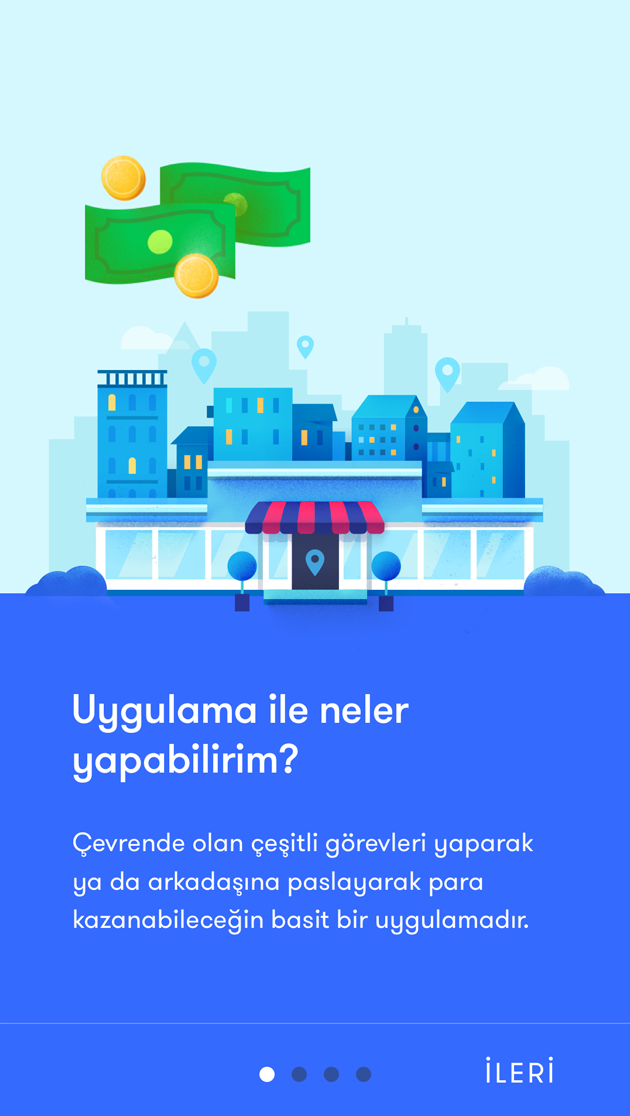 Uygulama ile neler
yapabilirim?
Çevrende olan çeşitli görevleri yaparak
ya da arkadaşına paslayarak para
kazanabileceğin basit bir uygulamadır.
İLERİ